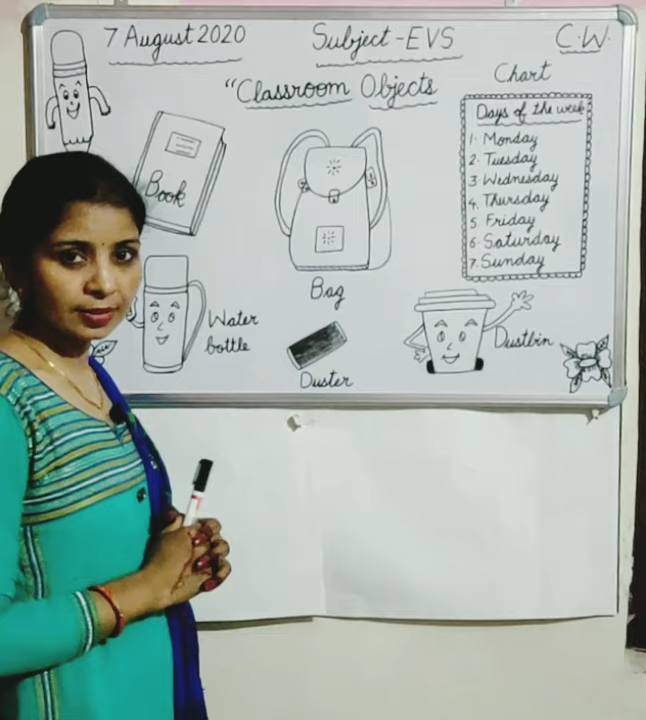 7 August 2020 Subject-EVS C.W.
"Classroom Objects
Chart
Days of the week
1. Monday
2. Tuesday
3. Wednesday
4. Thursday
5. Friday
6. Saturday
7. Sunday
Book
Bag
Water
bottle
Duster
Dustbin